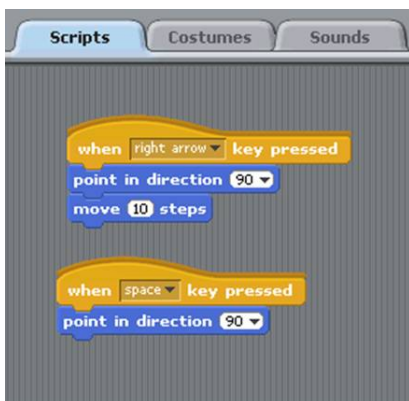 Scripts Costumes Sounds
when right arrow key pressed
point in direction 90
move 10 steps
when space key pressed
point in direction 90